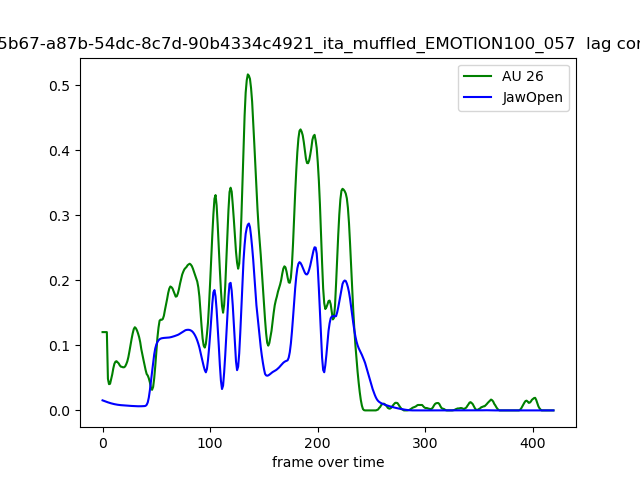 5b67-a87b-54dc-8c7d-90b4334c4921_ita_muffled_EMOTION100_057 lag cor
AU 26
JawOpen
0.5
0.4
0.3
0.2
0.1
0.0
0 100 200 300 400
frame over time